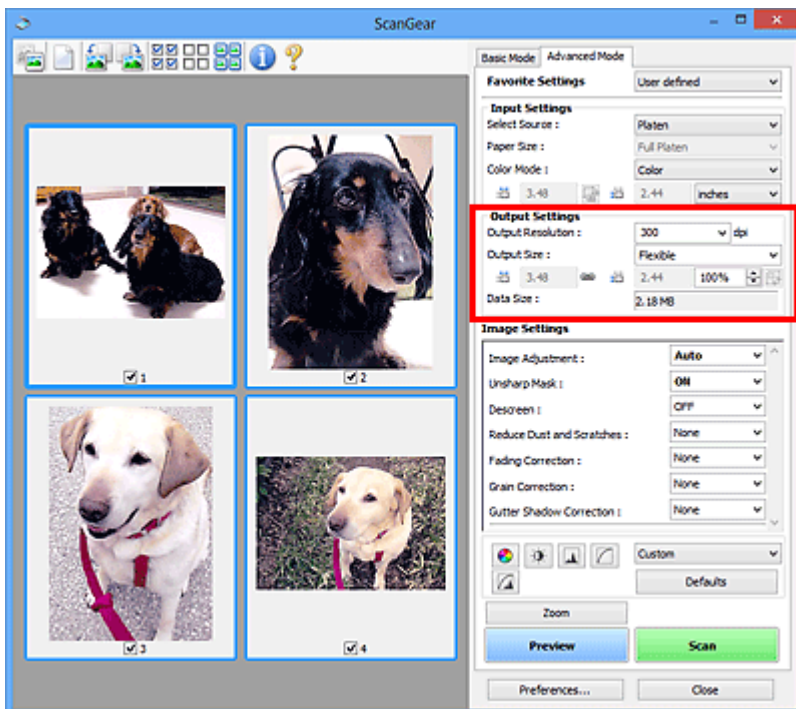 ScanGear
Basic Mode Advanced Mode
Favorite Settings User defined
Input Settings
Select Source : Platen
Paper Size : Full Platen
Color Mode : Color
3.48 2.44 inches
Output Settings
Output Resolution : 300 dpi
Output Size : Flexible
3.48 2.44 100%
Data Size : 2.18 MB
Image Settings
Image Adjustment : Auto
Unsharp Mask : ON
Descreen : OFF
Reduce Dust and Scratches : None
Fading Correction : None
Grain Correction : None
Gutter Shadow Correction : None
Custom
Defaults
Zoom
Preview Scan
Preferences... Close
1
2
3
4